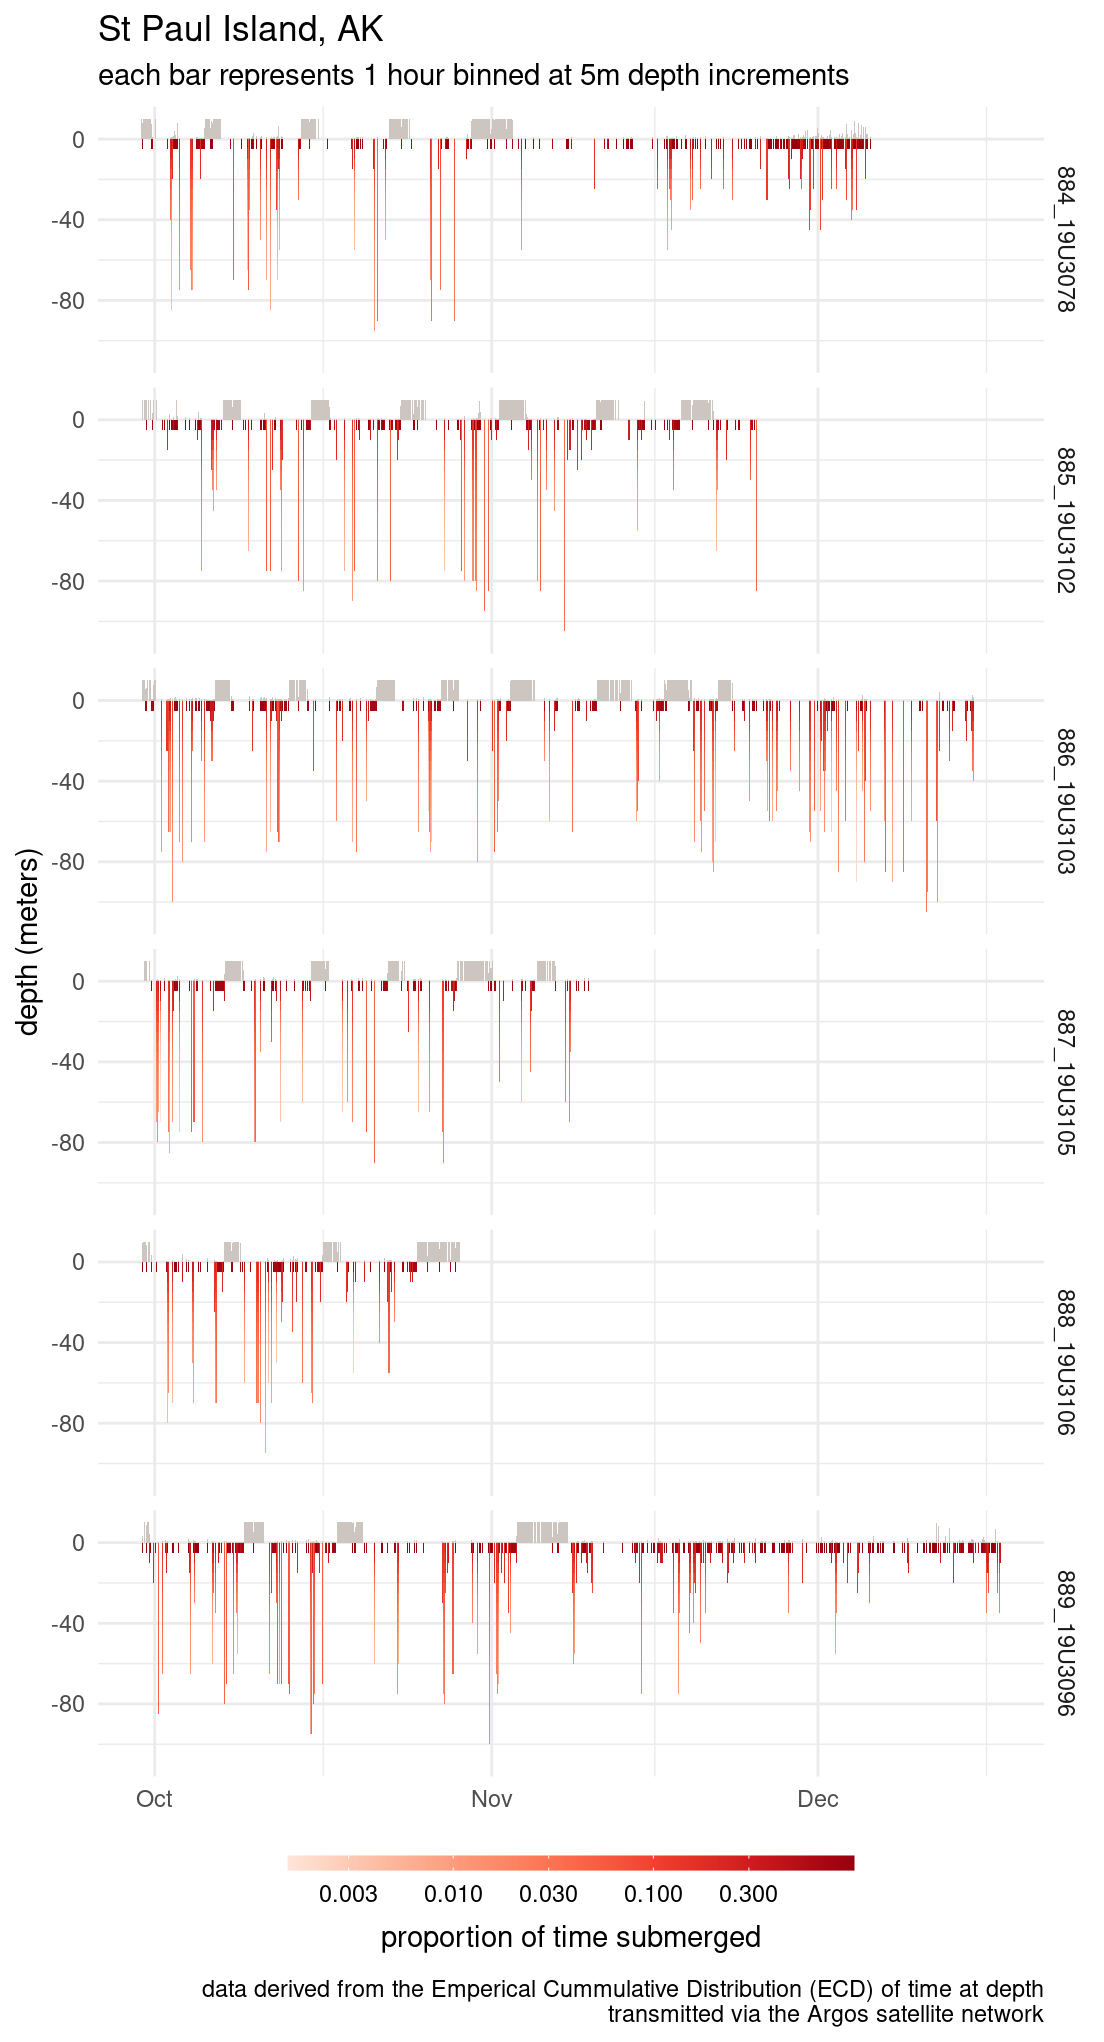 St Paul Island, AK
each bar represents 1 hour binned at 5m depth increments
depth (meters)
0
-40
-80
884_19U3078
0
-40
-80
885_19U3102
0
-40
-80
886_19U3103
0
-40
-80
887_19U3105
0
-40
-80
888_19U3106
0
-40
-80
889_19U3096
Oct Nov Dec
0.003 0.010 0.030 0.100 0.300
proportion of time submerged
data derived from the Emperical Cummulative Distribution (ECD) of time at depth
transmitted via the Argos satellite network